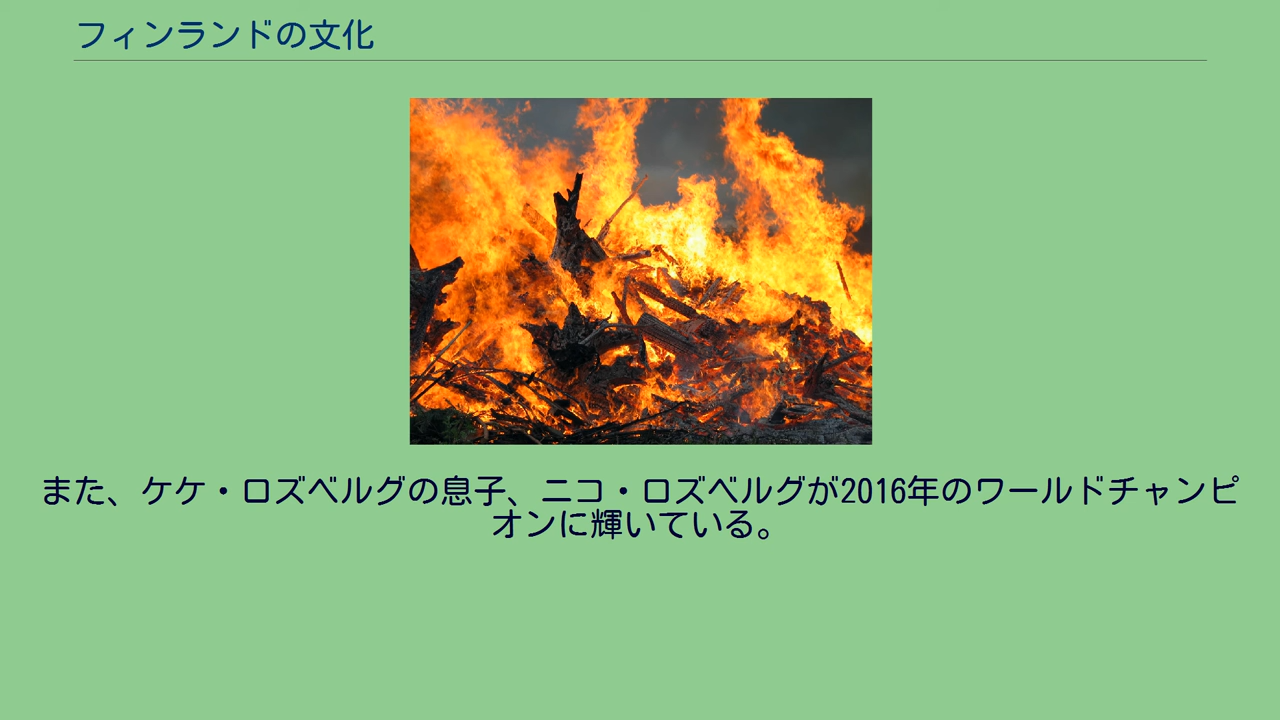 フィンランドの文化
また、ケケ・ロズベルグの息子、ニコ・ロズベルグが2016年のワールドチャンピ
オンに輝いている。